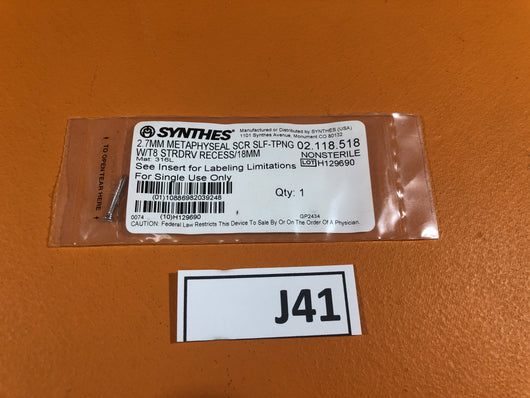 SYNTHES®
Manufactured or Distributed by SYNTHES (USA)
1101 Synthes Avenue, Monument CO 80132
2.7MM METAPHYSEAL SCR SLF-TPNG 02.118.518
W/T8 STRDRV RECESS/18MM
NONSTERILE
Mat: 316L
LOT H129690
See Insert for Labeling Limitations
For Single Use Only
Qty: 1
(01)10886982039248
0074
(10)H129690
GP2434
CAUTION: Federal Law Restricts This Device To Sale By Or On The Order Of A Physician.
TO OPEN TEAR HERE
J41